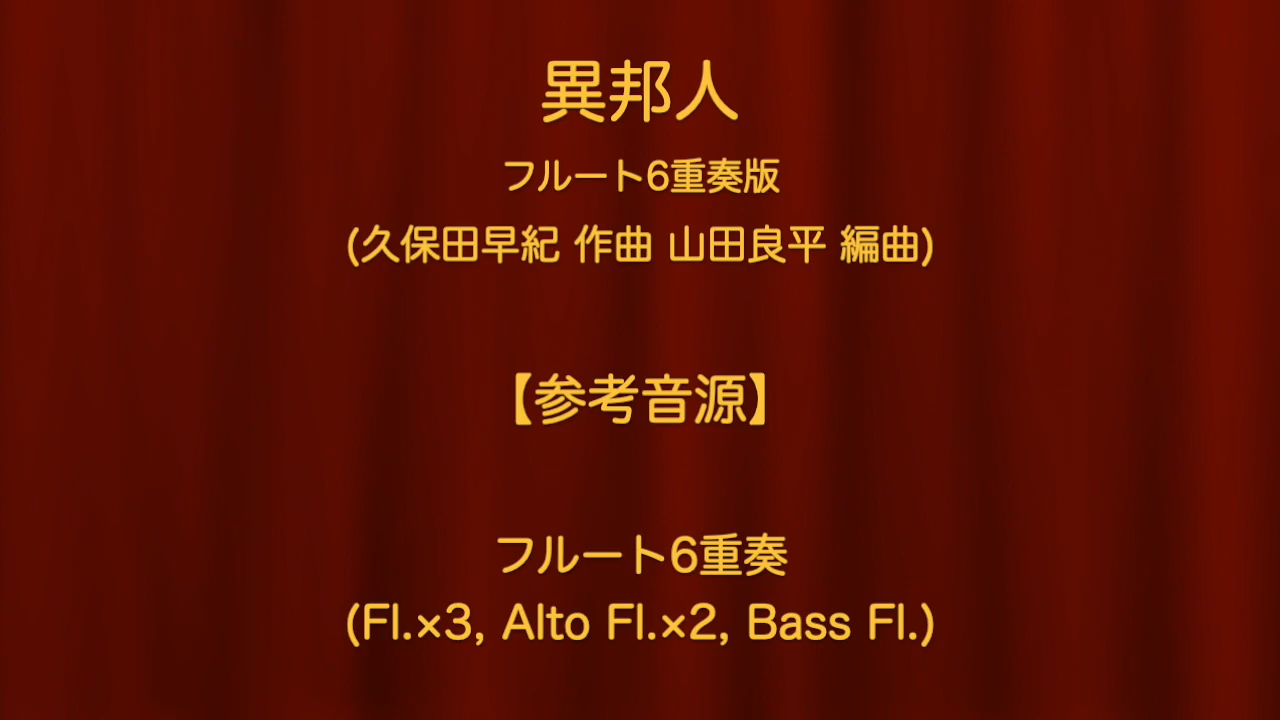 異邦人
フルート6重奏版
(久保田早紀 作曲 山田良平 編曲)
【参考音源】
フルート6重奏
(Fl.×3, Alto Fl.×2, Bass Fl.)